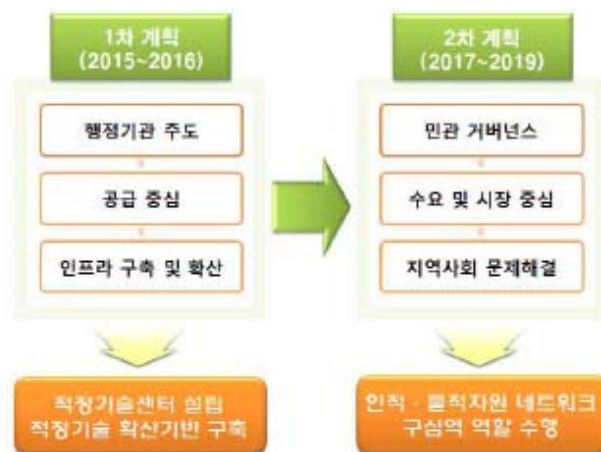 1차 계획
(2015~2016)
행정기관 주도
공급 중심
인프라 구축 및 확산
적정기술센터 설립
적정기술 확산기반 구축
2차 계획
(2017~2019)
민관 거버넌스
수요 및 시장 중심
지역사회 문제해결
인적·물적자원 네트워크
구심역 역할 수행